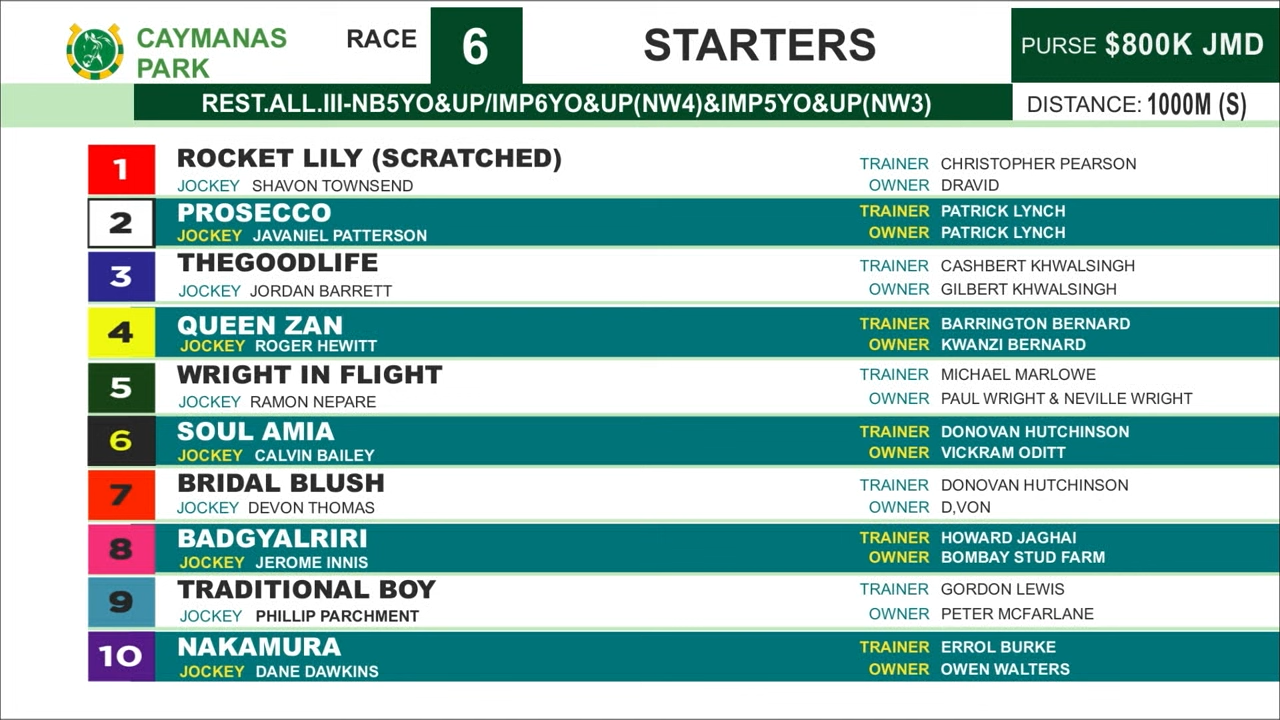 CAYMANAS PARK
RACE 6
STARTERS
PURSE $800K JMD
REST.ALL.III-NB5YO&UP/IMP6YO&UP(NW4)&IMP5YO&UP(NW3)
DISTANCE: 1000M (S)
1 ROCKET LILY (SCRATCHED)
TRAINER CHRISTOPHER PEARSON
JOCKEY SHAVON TOWNSEND
OWNER DRAVID
2 PROSECCO
TRAINER PATRICK LYNCH
JOCKEY JAVANIEL PATTERSON
OWNER PATRICK LYNCH
3 THEGOODLIFE
TRAINER CASHBERT KHWALSINGH
JOCKEY JORDAN BARRETT
OWNER GILBERT KHWALSINGH
4 QUEEN ZAN
TRAINER BARRINGTON BERNARD
JOCKEY ROGER HEWITT
OWNER KWANZI BERNARD
5 WRIGHT IN FLIGHT
TRAINER MICHAEL MARLOWE
JOCKEY RAMON NEPARE
OWNER PAUL WRIGHT & NEVILLE WRIGHT
6 SOUL AMIA
TRAINER DONOVAN HUTCHINSON
JOCKEY CALVIN BAILEY
OWNER VICKRAM ODITT
7 BRIDAL BLUSH
TRAINER DONOVAN HUTCHINSON
JOCKEY DEVON THOMAS
OWNER D,VON
8 BADGYALRIRI
TRAINER HOWARD JAGHAI
JOCKEY JEROME INNIS
OWNER BOMBAY STUD FARM
9 TRADITIONAL BOY
TRAINER GORDON LEWIS
JOCKEY PHILLIP PARCHMENT
OWNER PETER MCFARLANE
10 NAKAMURA
TRAINER ERROL BURKE
JOCKEY DANE DAWKINS
OWNER OWEN WALTERS